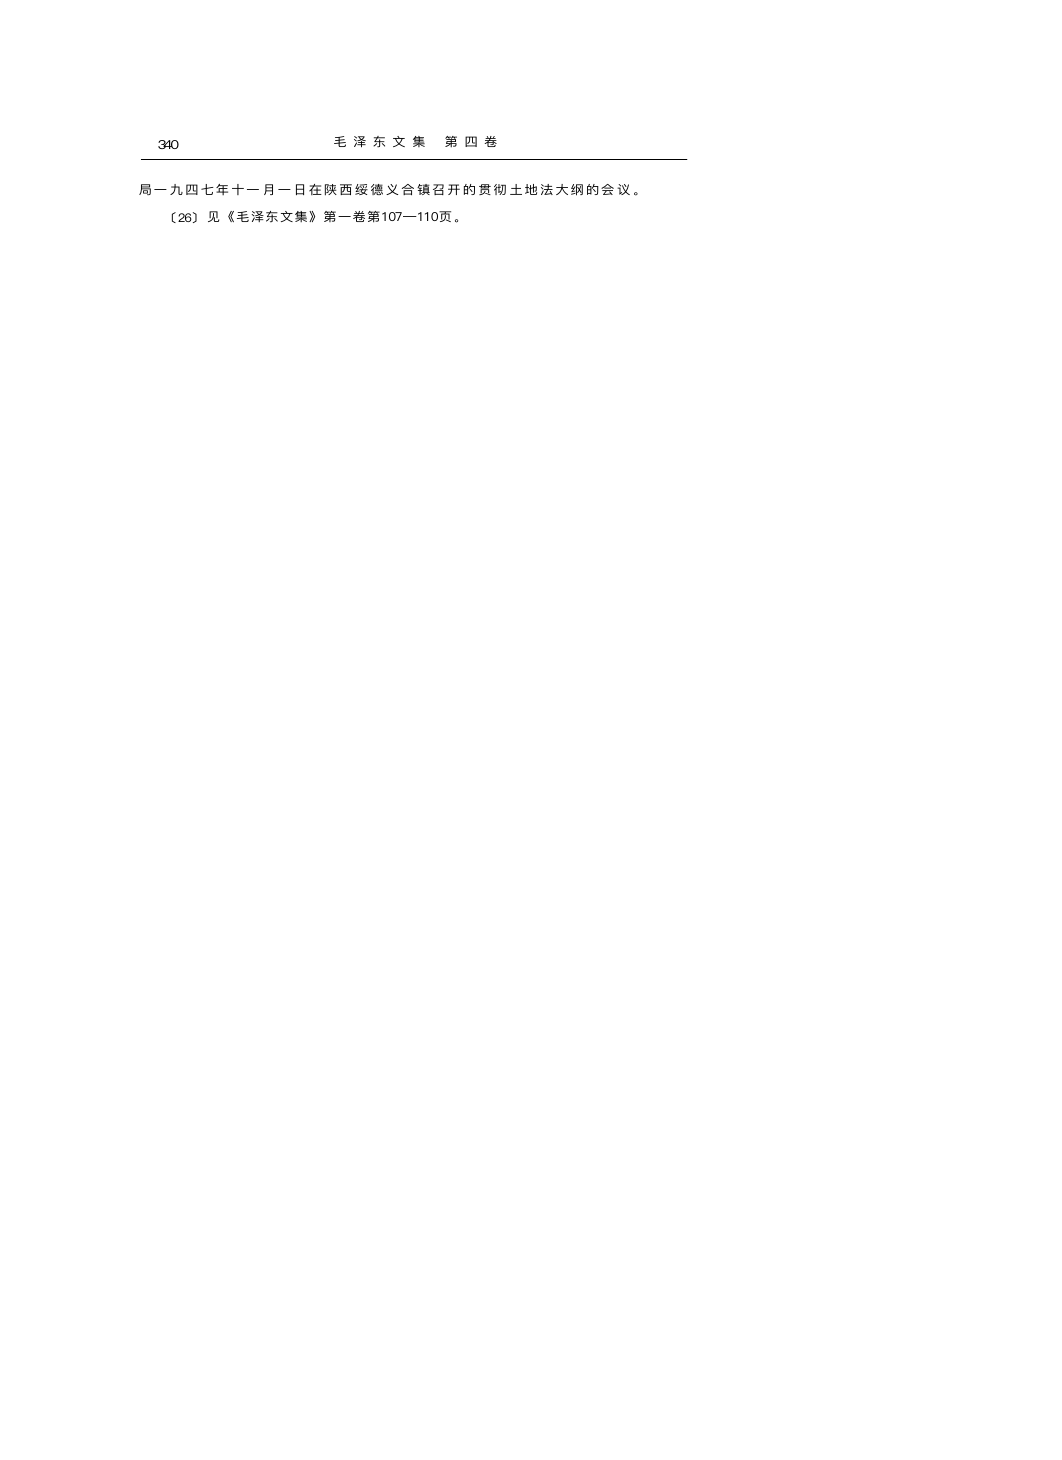 340 毛泽东文集 第四卷
局一九四七年十一月一日在陕西绥德义合镇召开的贯彻土地法大纲的会议。
〔26〕见《毛泽东文集》第一卷第107—110页。